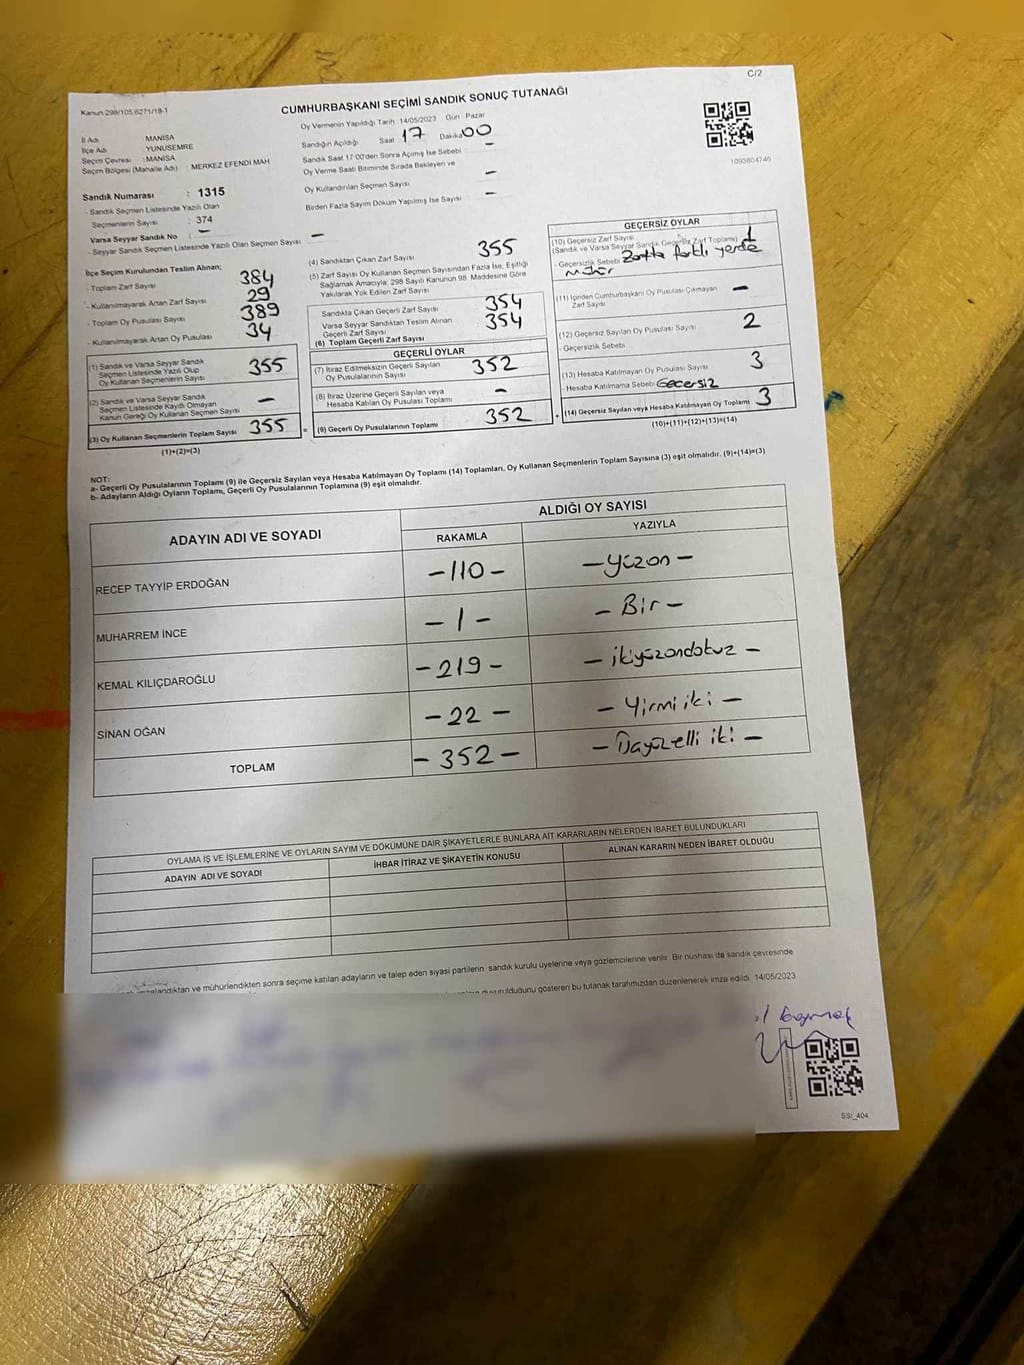 C/2
Kanun 298/105,6271/18-1
CUMHURBAŞKANI SEÇİMİ SANDIK SONUÇ TUTANAĞI
Oy Vermenin Yapıldığı Tarih :14/05/2023 Gün : Pazar
İl Adı : MANİSA
İlçe Adı : YUNUSEMRE
Seçim Çevresi : MANİSA
Seçim Bölgesi (Mahalle Adı) : MERKEZ EFENDİ MAH
Sandığın Açıldığı Saat 17 Dakika 00
Sandık Saat 17:00'den Sonra Açılmış İse Sebebi –
Oy Verme Saati Bitiminde Sırada Bekleyen ve
Oy Kullandırılan Seçmen Sayısı –
Birden Fazla Sayım Döküm Yapılmış İse Sayısı –
1093804746
Sandık Numarası : 1315
- Sandık Seçmen Listesinde Yazılı Olan
Seçmenlerin Sayısı : 374
Varsa Seyyar Sandık No : –
- Seyyar Sandık Seçmen Listesinde Yazılı Olan Seçmen Sayısı –
İlçe Seçim Kurulundan Teslim Alınan;
- Toplam Zarf Sayısı 384
- Kullanılmayarak Artan Zarf Sayısı 29
- Toplam Oy Pusulası Sayısı 389
- Kullanılmayarak Artan Oy Pusulası 34
(1) Sandık ve Varsa Seyyar Sandık
Seçmen Listesinde Yazılı Olup
Oy Kullanan Seçmenlerin Sayısı 355
(2) Sandık ve Varsa Seyyar Sandık
Seçmen Listesinde Kayıtlı Olmayan
Kanun Gereği Oy Kullanan Seçmen Sayısı –
(3) Oy Kullanan Seçmenlerin Toplam Sayısı 355
(1)+(2)=(3)
(4) Sandıktan Çıkan Zarf Sayısı 355
(5) Zarf Sayısı Oy Kullanan Seçmen Sayısından Fazla İse, Eşitliği
Sağlamak Amacıyla; 298 Sayılı Kanunun 98. Maddesine Göre
Yakılarak Yok Edilen Zarf Sayısı
Sandıkta Çıkan Geçerli Zarf Sayısı 354
Varsa Seyyar Sandıktan Teslim Alınan
Geçerli Zarf Sayısı 354
(6) Toplam Geçerli Zarf Sayısı
GEÇERLİ OYLAR
(7) İtiraz Edilmeksizin Geçerli Sayılan
Oy Pusulalarının Sayısı 352
(8) İtiraz Üzerine Geçerli Sayılan veya
Hesaba Katılan Oy Pusulası Toplamı –
(9) Geçerli Oy Pusulalarının Toplamı 352
GEÇERSİZ OYLAR
(10) Geçersiz Zarf Sayısı
(Sandık ve Varsa Seyyar Sandık Geçersiz Zarf Toplamı) 1
- Geçersizlik Sebebi Zarfta farklı yerde
mühür
(11) İçinden Cumhurbaşkanı Oy Pusulası Çıkmayan
Zarf Sayısı –
(12) Geçersiz Sayılan Oy Pusulası Sayısı 2
- Geçersizlik Sebebi
(13) Hesaba Katılmayan Oy Sayısı 3
- Hesaba Katılmama Sebebi Gecersiz
(14) Geçersiz Sayılan veya Hesaba Katılmayan Oy Toplamı 3
(10)+(11)+(12)+(13)=(14)
NOT:
a- Geçerli Oy Pusulalarının Toplamı (9) ile Geçersiz Sayılan veya Hesaba Katılmayan Oy Toplamı (14) Toplamları, Oy Kullanan Seçmenlerin Toplam Sayısına (3) eşit olmalıdır. (9)+(14)=(3)
b- Adayların Aldığı Oyların Toplamı, Geçerli Oy Pusulalarının Toplamına (9) eşit olmalıdır.
ADAYIN ADI VE SOYADI
ALDIĞI OY SAYISI
RAKAMLA YAZIYLA
RECEP TAYYİP ERDOĞAN –110– –Yüzon–
MUHARREM İNCE –1– –Bir–
KEMAL KILIÇDAROĞLU –219– –ikiyüzondokuz–
SİNAN OĞAN –22– –Yirmi iki–
TOPLAM –352– –Üçyüzelli iki–
OYLAMA İŞ VE İŞLEMLERİNE VE OYLARIN SAYIM VE DÖKÜMÜNE DAİR ŞİKAYETLERLE BUNLARA AİT KARARLARIN NELERDEN İBARET BULUNDUKLARI
ADAYIN ADI VE SOYADI İHBAR İTİRAZ VE ŞİKAYETİN KONUSU ALINAN KARARIN NEDEN İBARET OLDUĞU
imzalandıktan ve mühürlendikten sonra seçime katılan adayların ve talep eden siyasi partilerin sandık kurulu üyelerine veya gözlemcilerine verilir. Bir nüshası da sandık çevresinde
duyurulduğunu gösteren bu tutanak tarafımızdan düzenlenerek imza edildi. 14/05/2023
SSİ_404